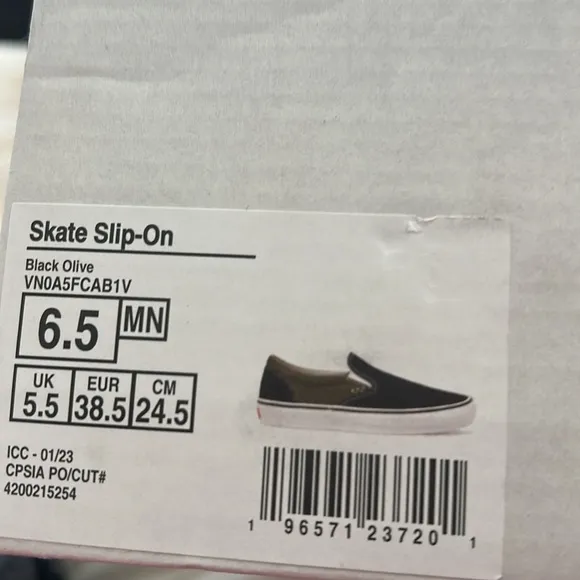 Skate Slip-On
Black Olive
VN0A5FCAB1V
6.5 MN
UK EUR CM
5.5 38.5 24.5
ICC - 01/23
CPSIA PO/CUT#
4200215254
1 96571 23720 1